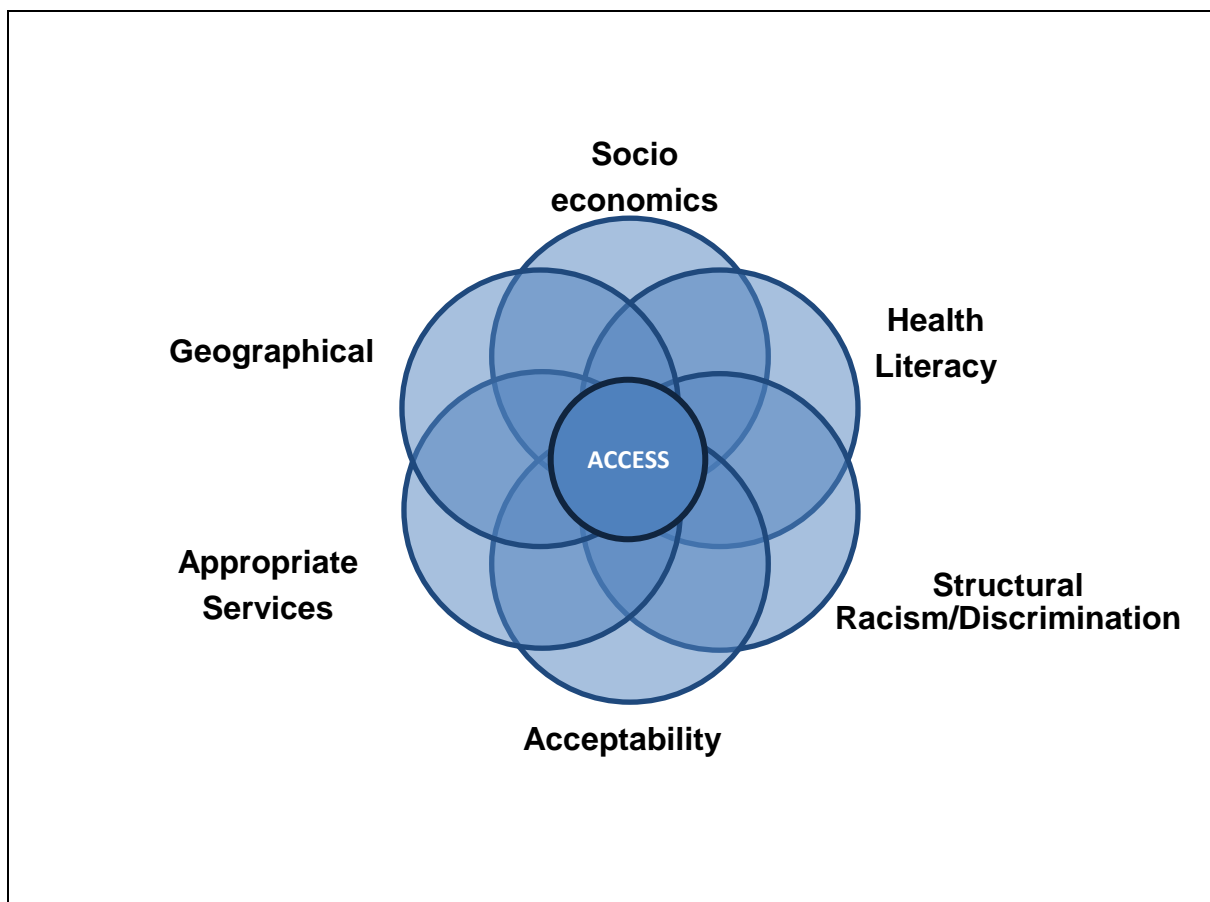 Socio
economics
Geographical
Health
Literacy
ACCESS
Appropriate
Services
Structural
Racism/Discrimination
Acceptability